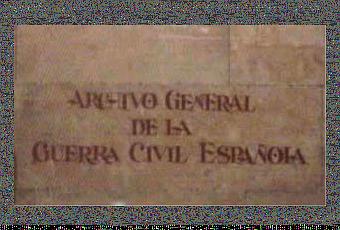 ARCHIVO GENERAL
DE LA
GUERRA CIVIL ESPAÑOLA